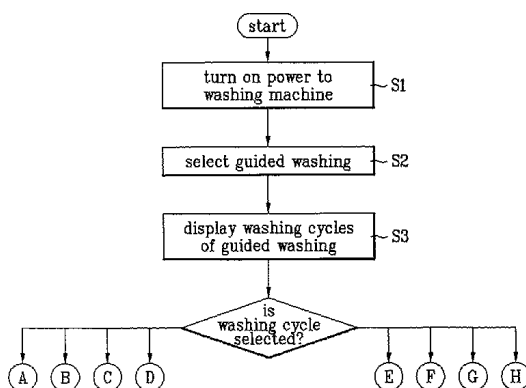 start
turn on power to
washing machine
S1
select guided washing
S2
display washing cycles
of guided washing
S3
is
washing cycle
selected?
A B C D E F G H